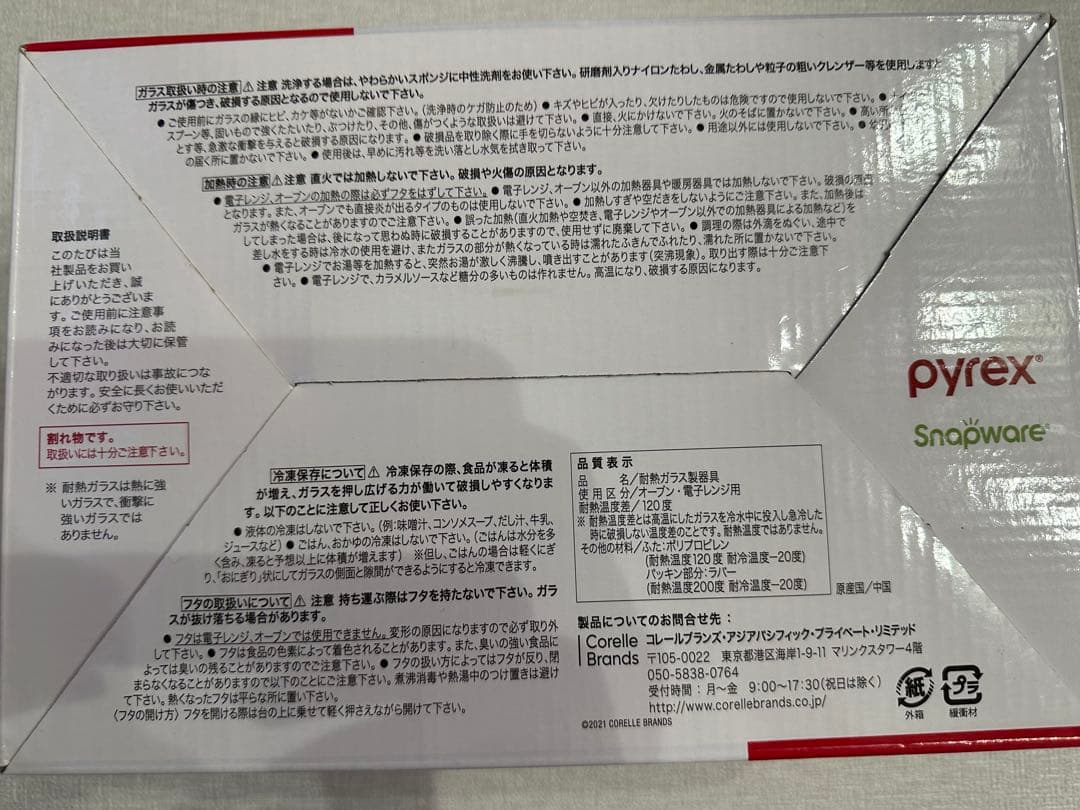 ガラス取扱い時の注意 ⚠ 注意 洗浄する場合は、やわらかいスポンジに中性洗剤をお使い下さい。研磨剤入りナイロンたわし、金属たわしや粒子の粗いクレンザー等を使用しますと
ガラスが傷つき、破損する原因となるので使用しないで下さい。
● ご使用前にガラスの縁にヒビ、カケ等がないかご確認下さい。(洗浄時のケガ防止のため) ● キズやヒビが入ったり、欠けたりしたものは危険ですので使用しないで下さい。●
スプーン等、固いもので強くたたいたり、ぶつけたり、その他、傷がつくような取扱いは避けて下さい。● 直接、火にかけないで下さい。火のそばに置かないで下さい。● 高い所
とす等、急激な衝撃を与えると破損する原因になります。● 破損品を取り除く際に手を切らないように十分注意して下さい。● 用途以外には使用しないで下さい。●
の届く所に置かないで下さい。● 使用後は、早めに汚れ等を洗い落とし水気を拭き取って下さい。
加熱時の注意 ⚠ 注意 直火では加熱しないで下さい。破損や火傷の原因となります。
● 電子レンジ、オーブンの加熱の際は必ずフタをはずして下さい。● 電子レンジ、オーブン以外の加熱器具や暖房器具では加熱しないで下さい。破損の原因
となります。また、オーブンでも直接炎が出るタイプのものは使用しないで下さい。● 加熱しすぎや空だきをしないようにご注意下さい。また、加熱後は
ガラスが熱くなることがありますのでご注意下さい。● 誤った加熱(直火加熱や空焚き、電子レンジやオーブン以外での加熱器具による加熱など)を
してしまった場合は、後になって思わぬ時に破損することがありますので、使用せずに廃棄して下さい。● 調理の際は外滴をぬぐい、途中で
差し水をする時は冷水の使用を避け、またガラスの部分が熱くなっている時は濡れたふきんでふれたり、濡れた所に置かないで下さい。
● 電子レンジでお湯等を加熱すると、突然お湯が激しく沸騰し、噴き出すことがあります(突沸現象)。取り出す際は十分ご注意下
さい。● 電子レンジで、カラメルソースなど糖分の多いものは作れません。高温になり、破損する原因になります。
取扱説明書
このたびは当
社製品をお買い
上げいただき、誠
にありがとうございま
す。ご使用前に注意事
項をお読みになり、お読
みになった後は大切に保管
して下さい。
不適切な取り扱いは事故につな
がります。安全に長くお使いいただ
くために必ずお守り下さい。
割れ物です。
取扱いには十分ご注意下さい。
※ 耐熱ガラスは熱に強
いガラスで、衝撃に
強いガラスでは
ありません。
pyrex®
Snapware®
冷凍保存について ⚠ 冷凍保存の際、食品が凍ると体積
が増え、ガラスを押し広げる力が働いて破損しやすくなりま
す。以下のことに注意して正しくお使い下さい。
● 液体の冷凍はしないで下さい。(例:味噌汁、コンソメスープ、だし汁、牛乳、
ジュースなど) ● ごはん、おかゆの冷凍はしないで下さい。(ごはんは水分を多
く含み、凍ると予想以上に体積が増えます) ※但し、ごはんの場合は軽くにぎ
り、「おにぎり」状にしてガラスの側面と隙間ができるようにすると冷凍できます。
フタの取扱いについて ⚠ 注意 持ち運ぶ際はフタを持たないで下さい。ガラ
スが抜け落ちる場合があります。
● フタは電子レンジ、オーブンでは使用できません。変形の原因になりますので必ず取り外
して下さい。● フタは食品の色素によって着色されることがあります。また、臭いの強い食品に
よっては臭いの残ることがありますのでご注意下さい。● フタの扱い方によってはフタが反り、閉
まらなくなることがありますので以下のことにご注意下さい。煮沸消毒や熱湯中のつけ置きは避け
て下さい。熱くなったフタは平らな所に置い下さい。
〈フタの開け方〉フタを開ける際は台の上に乗せて軽く押さえながら開けて下さい。
品質表示
品 名/耐熱ガラス製器具
使用区分/オーブン・電子レンジ用
耐熱温度差/120度
※ 耐熱温度差とは高温にしたガラスを冷水中に投入し急冷した
時に破損しない温度差のことです。耐熱温度ではありません。
その他の材料/ふた:ポリプロピレン
(耐熱温度120度 耐冷温度−20度)
パッキン部分:ラバー
(耐熱温度200度 耐冷温度−20度)
原産国/中国
製品についてのお問合せ先:
Corelle Brands
コレールブランズ・アジアパシフィック・プライベート・リミテッド
〒105-0022 東京都港区海岸1-9-11 マリンクスタワー4階
050-5838-0764
受付時間:月〜金 9:00〜17:30(祝日は除く)
http://www.corellebrands.co.jp/
©2021 CORELLE BRANDS
紙
外箱
プラ
緩衝材